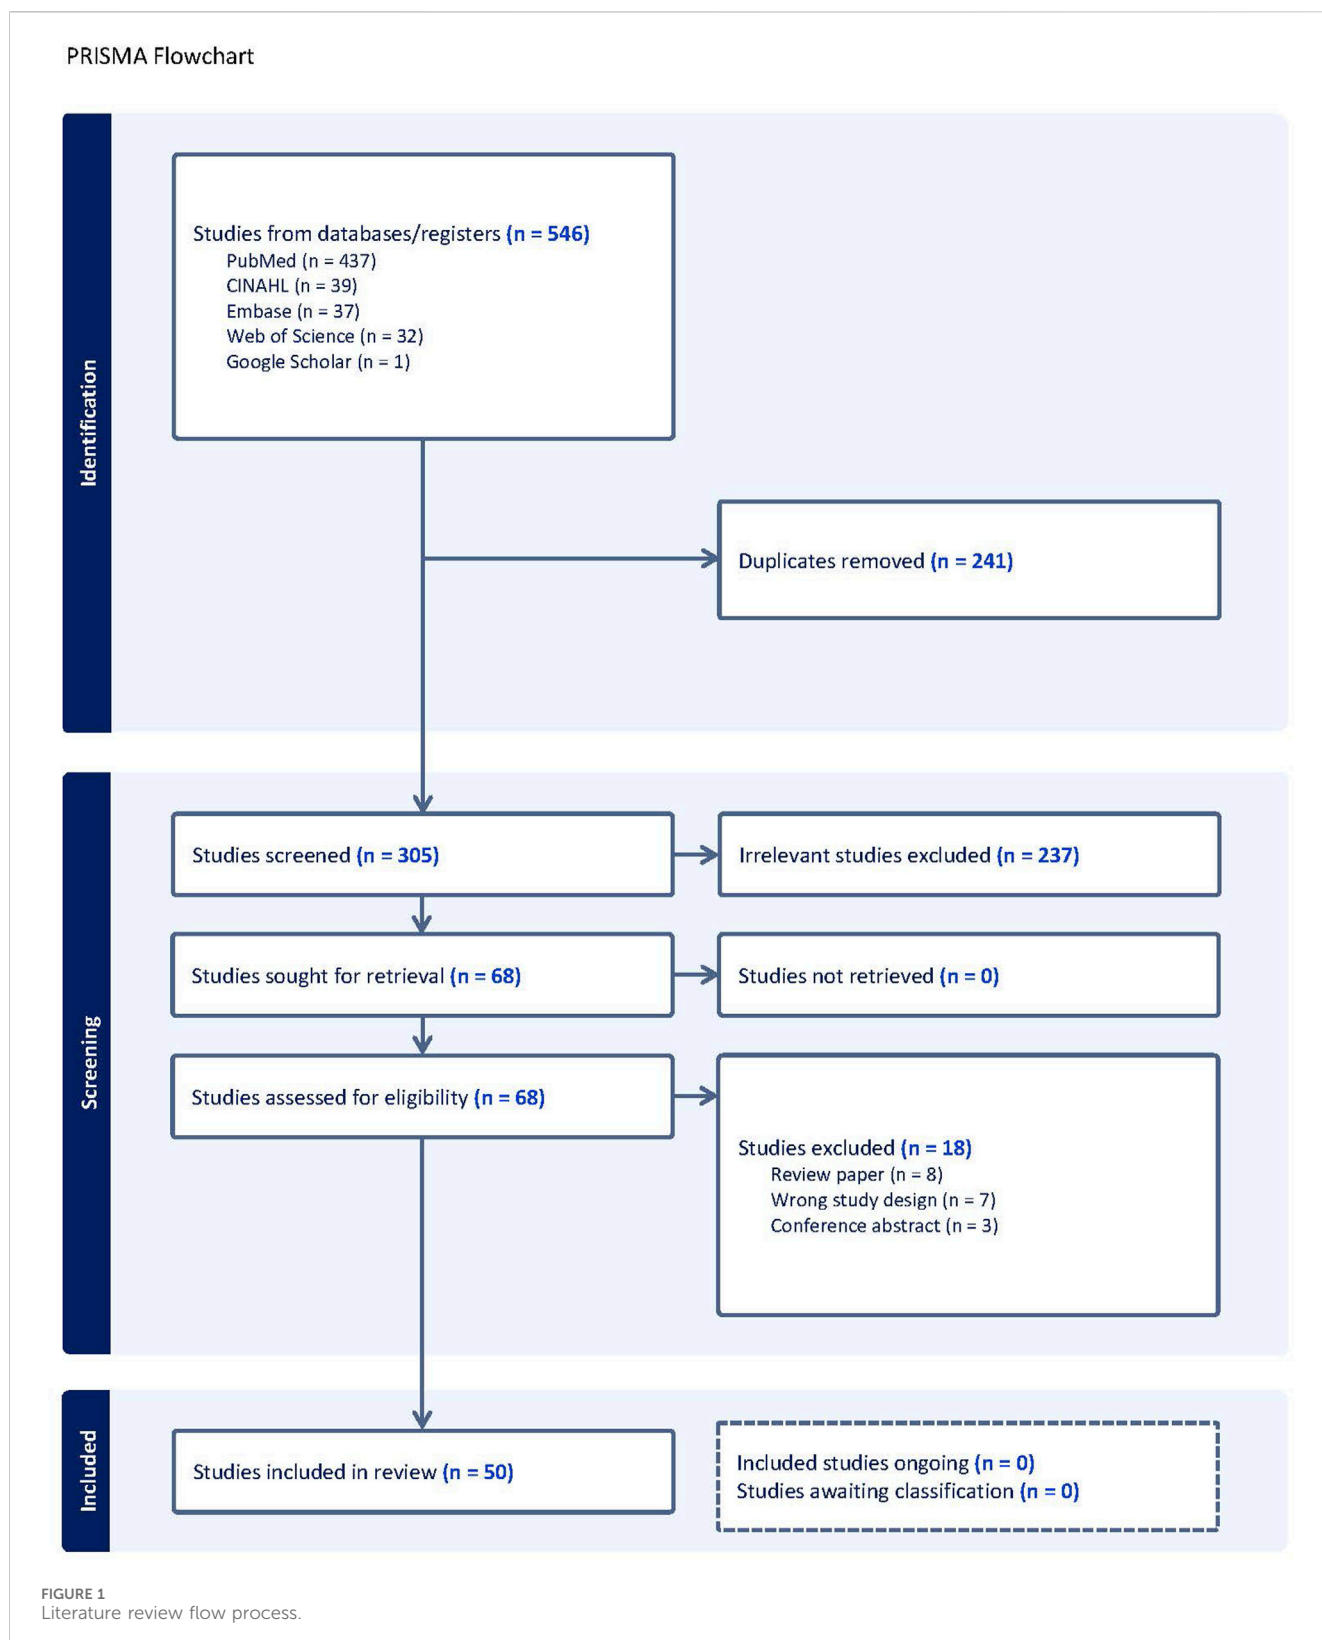 PRISMA Flowchart
Identification
Studies from databases/registers (n = 546)
PubMed (n = 437)
CINAHL (n = 39)
Embase (n = 37)
Web of Science (n = 32)
Google Scholar (n = 1)
Duplicates removed (n = 241)
Screening
Studies screened (n = 305)
Irrelevant studies excluded (n = 237)
Studies sought for retrieval (n = 68)
Studies not retrieved (n = 0)
Studies assessed for eligibility (n = 68)
Studies excluded (n = 18)
Review paper (n = 8)
Wrong study design (n = 7)
Conference abstract (n = 3)
Included
Studies included in review (n = 50)
Included studies ongoing (n = 0)
Studies awaiting classification (n = 0)
FIGURE 1
Literature review flow process.